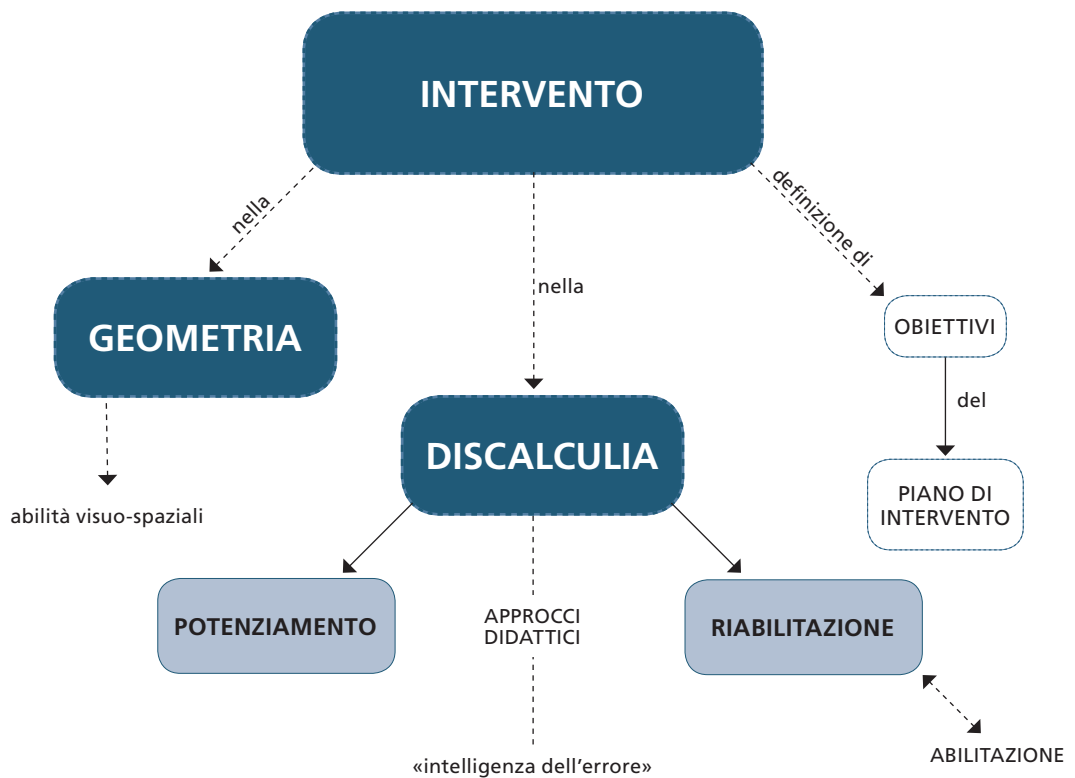 INTERVENTO
nella
definizione di
nella
GEOMETRIA
OBIETTIVI
del
DISCALCULIA
abilità visuo-spaziali
PIANO DI
INTERVENTO
POTENZIAMENTO
APPROCCI
DIDATTICI
RIABILITAZIONE
ABILITAZIONE
«intelligenza dell’errore»